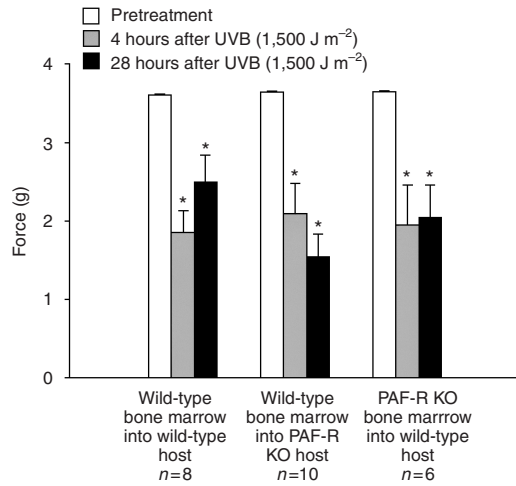 Pretreatment
4 hours after UVB (1,500 J m⁻²)
28 hours after UVB (1,500 J m⁻²)
Force (g)
4
3
2
1
0
* * * * * *
Wild-type
bone marrow
into wild-type
host
n=8
Wild-type
bone marrow
into PAF-R
KO host
n=10
PAF-R KO
bone marrow
into wild-type
host
n=6